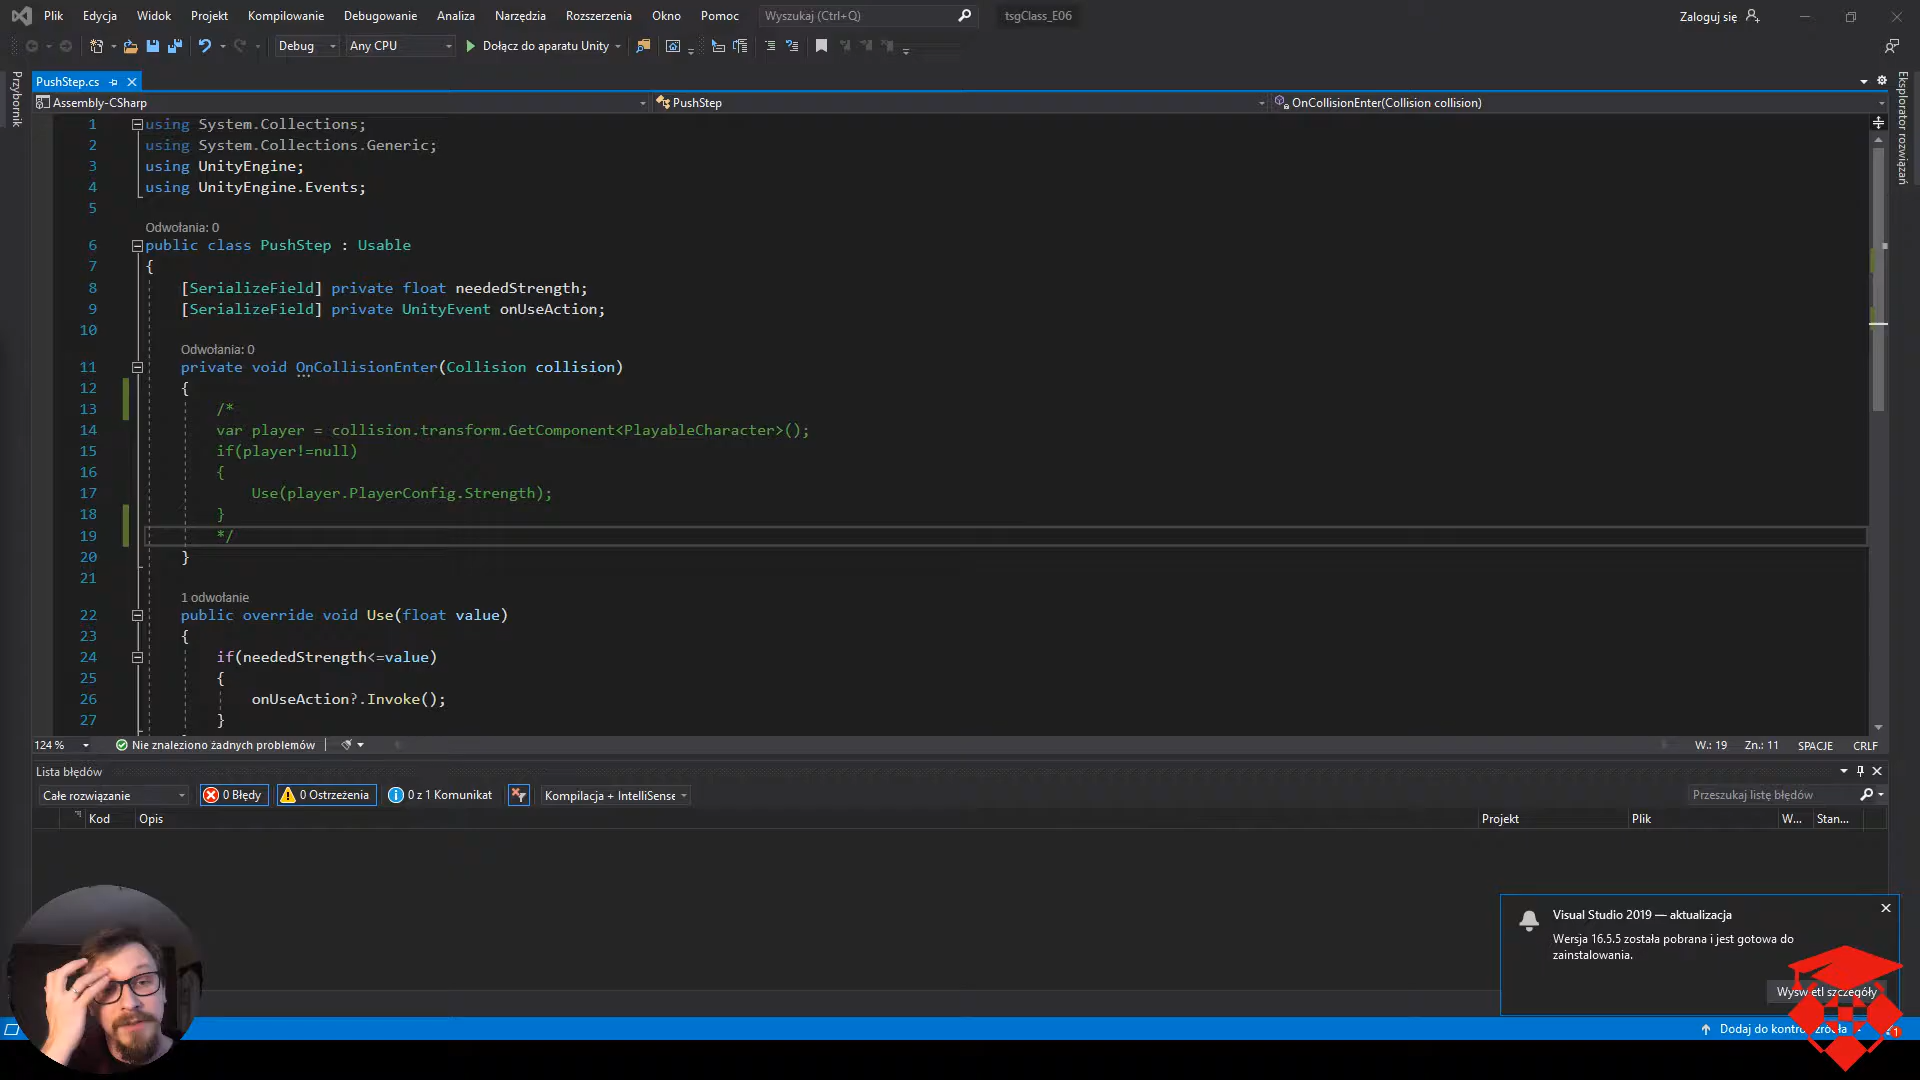 Plik Edycja Widok Projekt Kompilowanie Debugowanie Analiza Narzędzia Rozszerzenia Okno Pomoc Wyszukaj (Ctrl+Q) tsgClass_E06 Zaloguj się
Debug Any CPU Dołącz do aparatu Unity
Przybornik
Eksplorator rozwiązań
PushStep.cs
Assembly-CSharp PushStep OnCollisionEnter(Collision collision)
1 using System.Collections;
2 using System.Collections.Generic;
3 using UnityEngine;
4 using UnityEngine.Events;
5
Odwołania: 0
6 public class PushStep : Usable
7 {
8 [SerializeField] private float neededStrength;
9 [SerializeField] private UnityEvent onUseAction;
10
Odwołania: 0
11 private void OnCollisionEnter(Collision collision)
12 {
13 /*
14 var player = collision.transform.GetComponent<PlayableCharacter>();
15 if(player!=null)
16 {
17 Use(player.PlayerConfig.Strength);
18 }
19 */
20 }
21
1 odwołanie
22 public override void Use(float value)
23 {
24 if(neededStrength<=value)
25 {
26 onUseAction?.Invoke();
27 }
124 % Nie znaleziono żadnych problemów W.: 19 Zn.: 11 SPACJE CRLF
Lista błędów
Całe rozwiązanie 0 Błędy 0 Ostrzeżenia 0 z 1 Komunikat Kompilacja + IntelliSense Przeszukaj listę błędów
Kod Opis Projekt Plik W... Stan...
Visual Studio 2019 — aktualizacja
Wersja 16.5.5 została pobrana i jest gotowa do
zainstalowania.
Wyświetl szczegóły
Dodaj do kontroli źródła 1